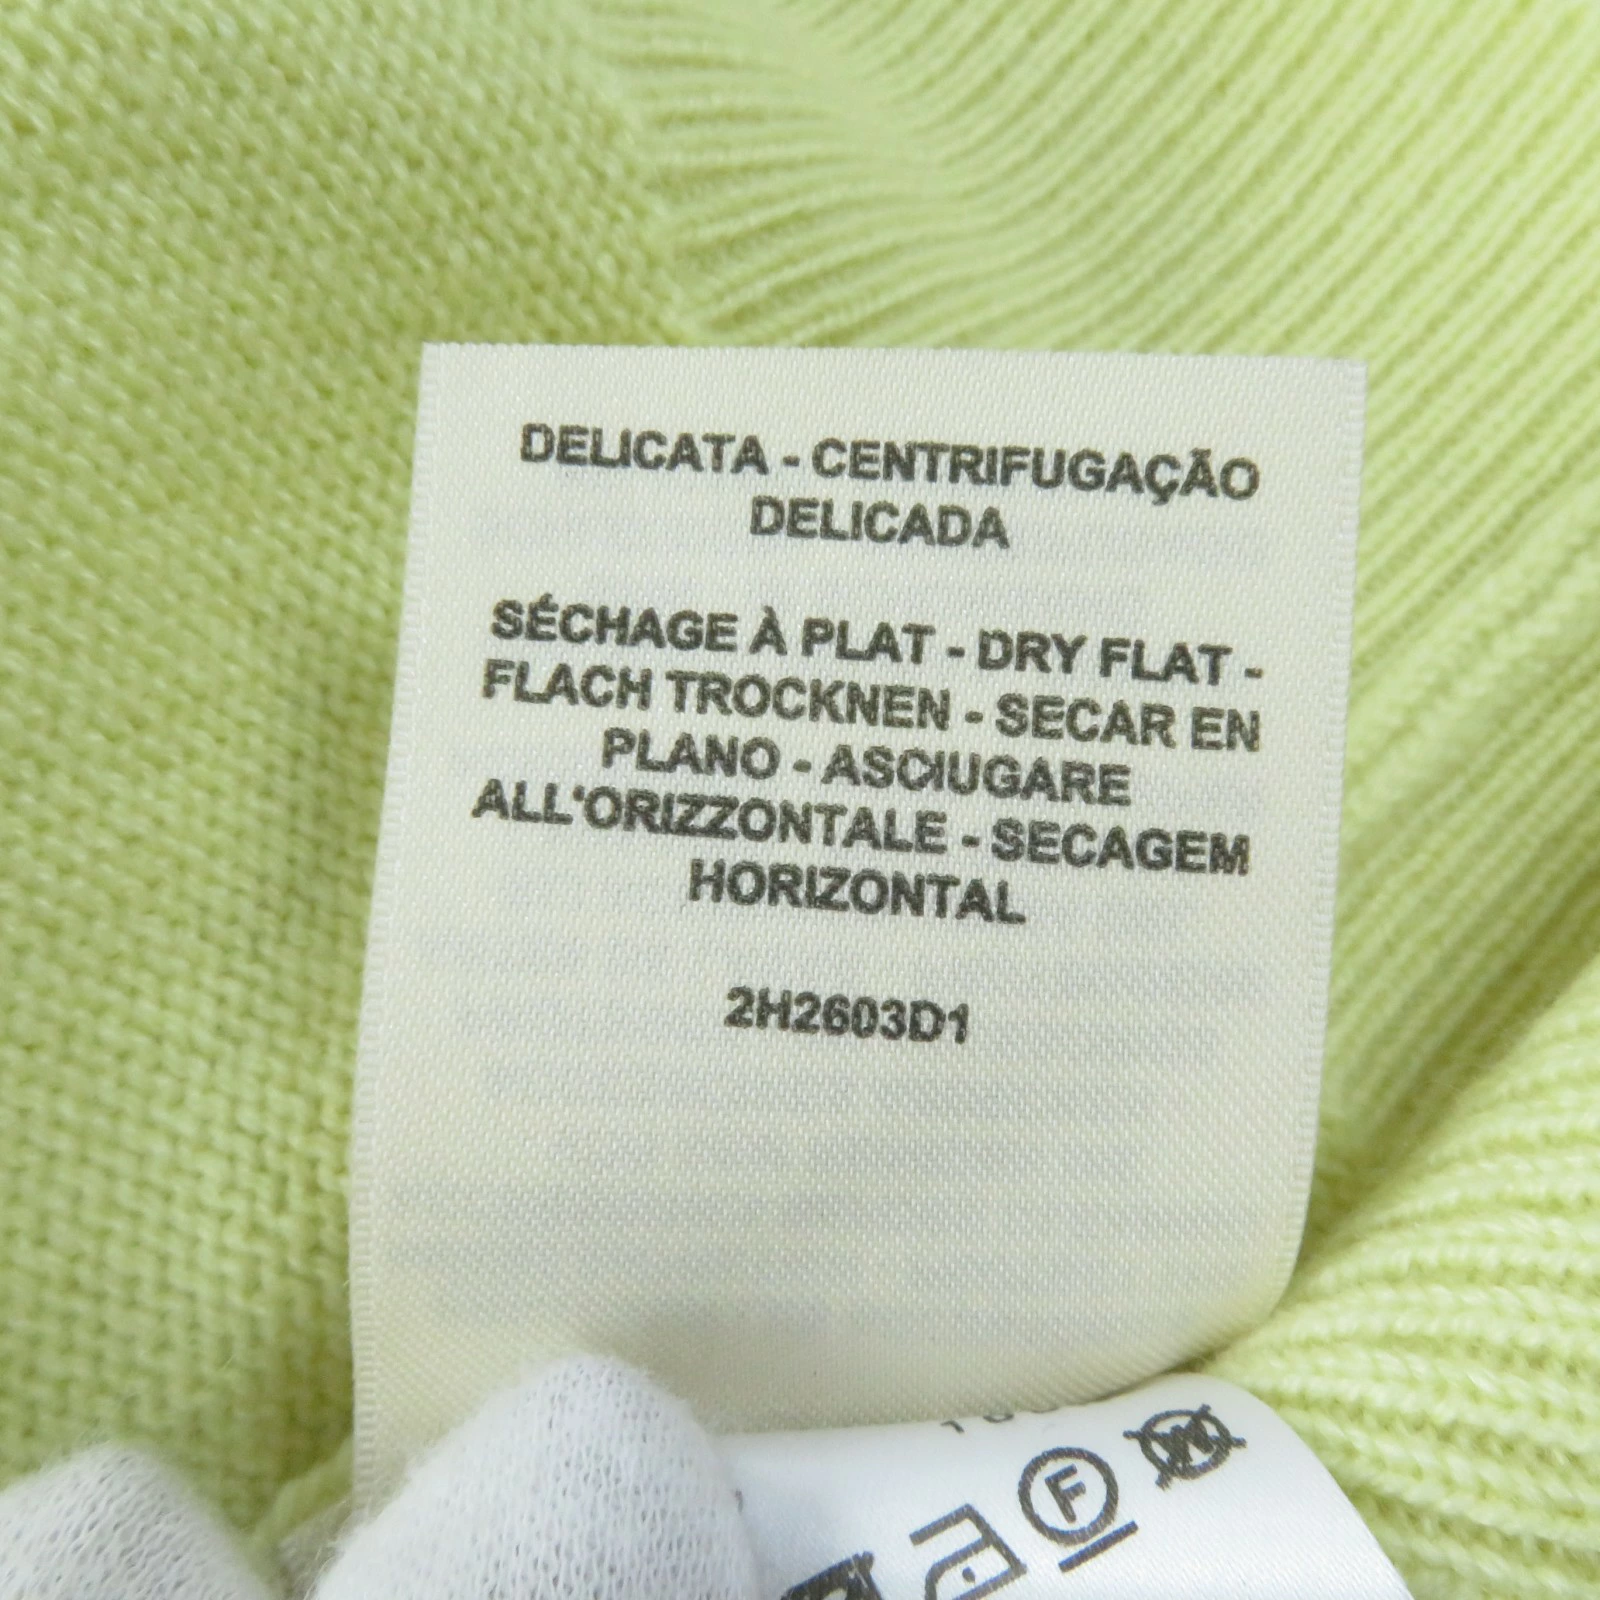 DELICATA - CENTRIFUGAÇÃO
DELICADA
SÉCHAGE À PLAT - DRY FLAT -
FLACH TROCKNEN - SECAR EN
PLANO - ASCIUGARE
ALL'ORIZZONTALE - SECAGEM
HORIZONTAL
2H2603D1
F
W